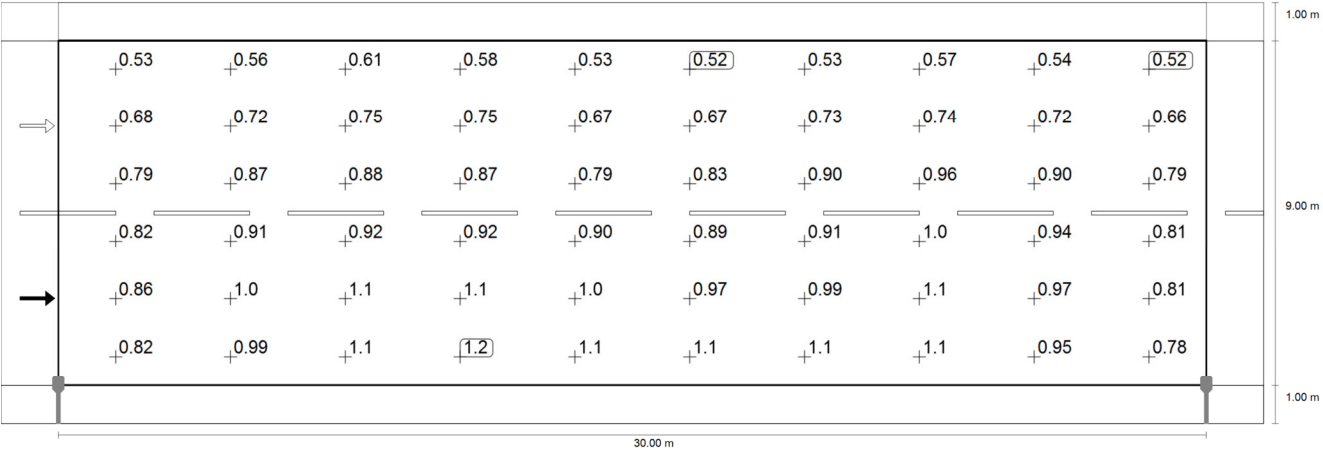 1.00 m
0.53 0.56 0.61 0.58 0.53 0.52 0.53 0.57 0.54 0.52
0.68 0.72 0.75 0.75 0.67 0.67 0.73 0.74 0.72 0.66
0.79 0.87 0.88 0.87 0.79 0.83 0.90 0.96 0.90 0.79
9.00 m
0.82 0.91 0.92 0.92 0.90 0.89 0.91 1.0 0.94 0.81
0.86 1.0 1.1 1.1 1.0 0.97 0.99 1.1 0.97 0.81
0.82 0.99 1.1 1.2 1.1 1.1 1.1 1.1 0.95 0.78
1.00 m
30.00 m